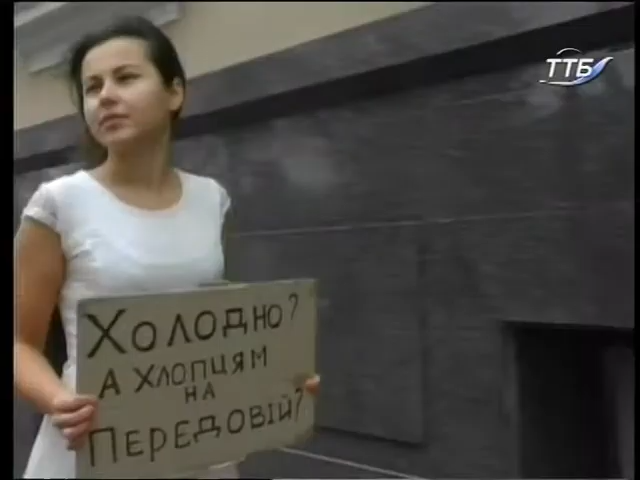 ТТБ
Холодно?
А хлопцям
на
Передовій?